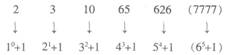 2 3 10 65 626 (7777)
↓ ↓ ↓ ↓ ↓ ↓
1⁰+1 2¹+1 3²+1 4³+1 5⁴+1 (6⁵+1)